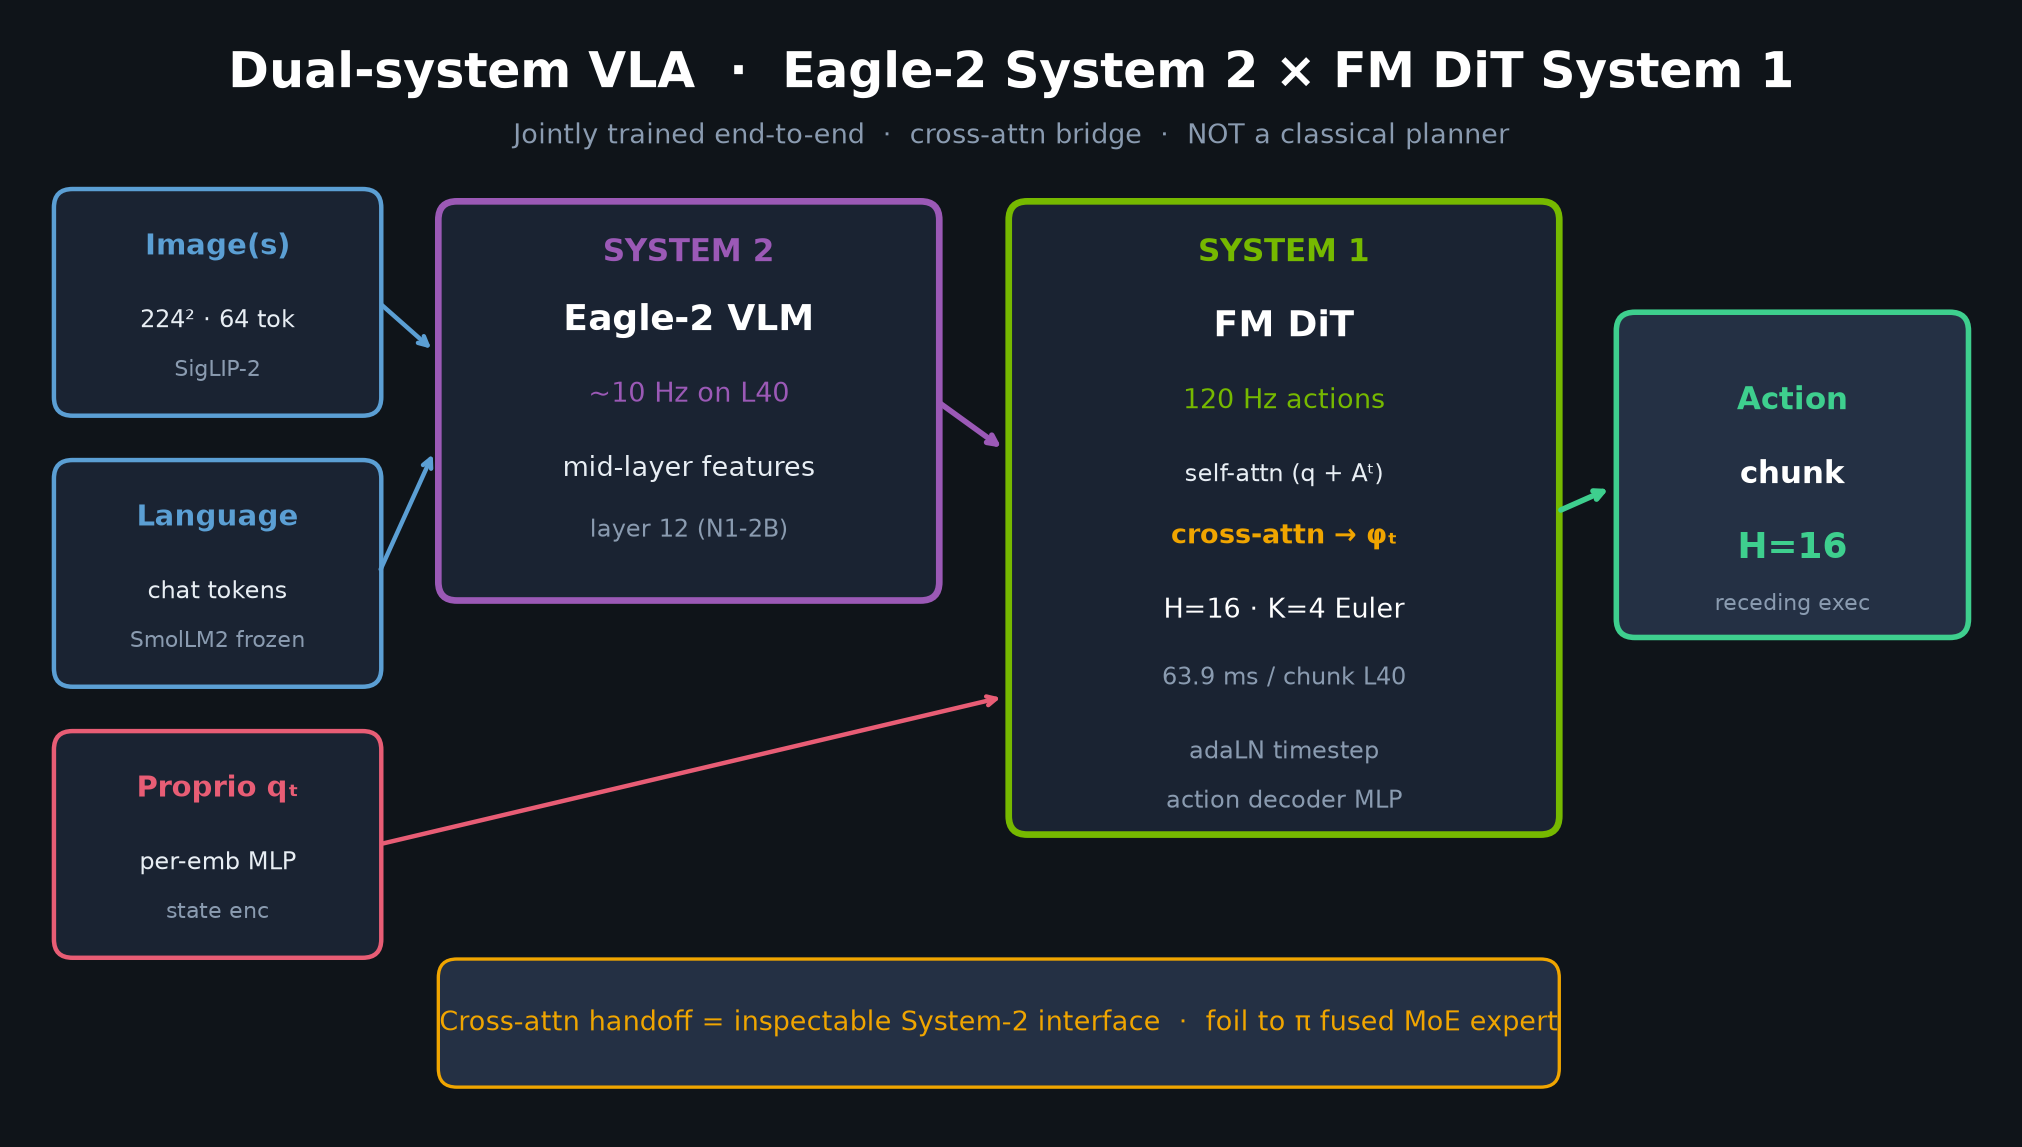 Dual-system VLA · Eagle-2 System 2 × FM DiT System 1
Jointly trained end-to-end · cross-attn bridge · NOT a classical planner
Image(s)
224² · 64 tok
SigLIP-2
Language
chat tokens
SmolLM2 frozen
Proprio qₜ
per-emb MLP
state enc
SYSTEM 2
Eagle-2 VLM
~10 Hz on L40
mid-layer features
layer 12 (N1-2B)
SYSTEM 1
FM DiT
120 Hz actions
self-attn (q + Aᵗ)
cross-attn → φₜ
H=16 · K=4 Euler
63.9 ms / chunk L40
adaLN timestep
action decoder MLP
Action
chunk
H=16
receding exec
Cross-attn handoff = inspectable System-2 interface · foil to π fused MoE expert